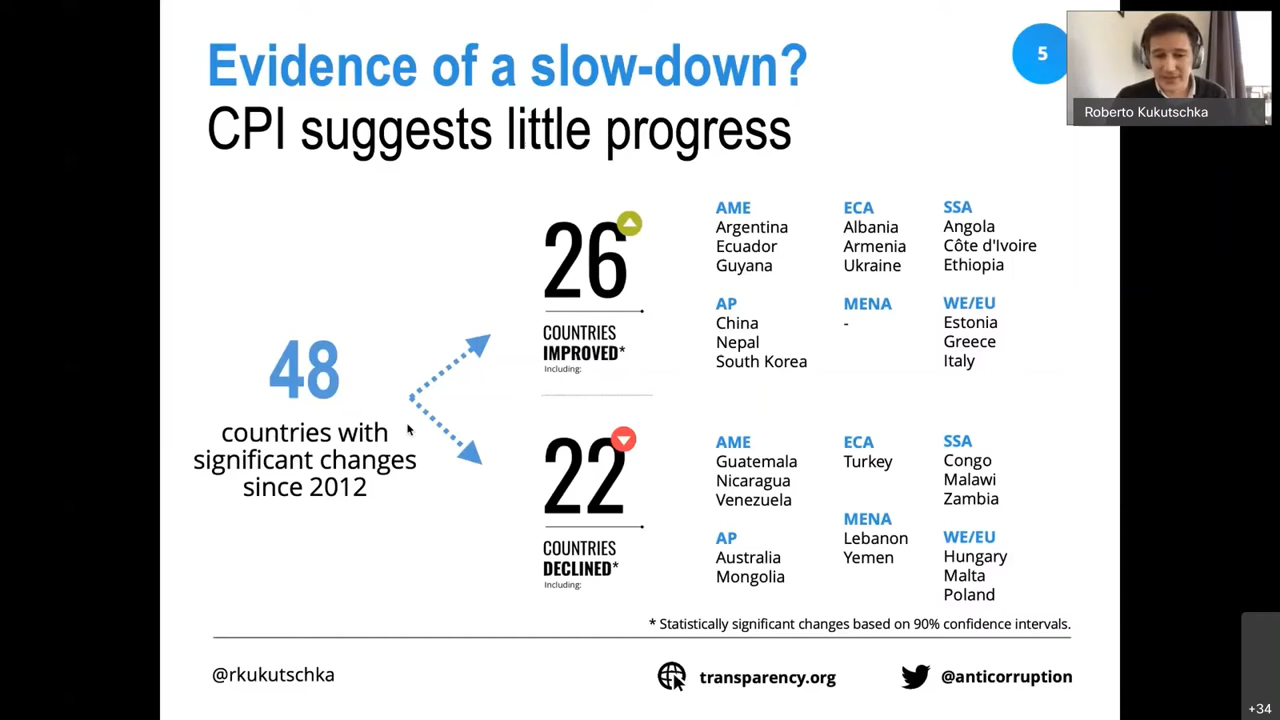 Evidence of a slow-down?
CPI suggests little progress
5
Roberto Kukutschka
48
countries with
significant changes
since 2012
26
COUNTRIES
IMPROVED*
Including:
AME
Argentina
Ecuador
Guyana
ECA
Albania
Armenia
Ukraine
SSA
Angola
Côte d'Ivoire
Ethiopia
AP
China
Nepal
South Korea
MENA
-
WE/EU
Estonia
Greece
Italy
22
COUNTRIES
DECLINED*
Including:
AME
Guatemala
Nicaragua
Venezuela
ECA
Turkey
SSA
Congo
Malawi
Zambia
AP
Australia
Mongolia
MENA
Lebanon
Yemen
WE/EU
Hungary
Malta
Poland
* Statistically significant changes based on 90% confidence intervals.
@rkukutschka
transparency.org
@anticorruption
+34